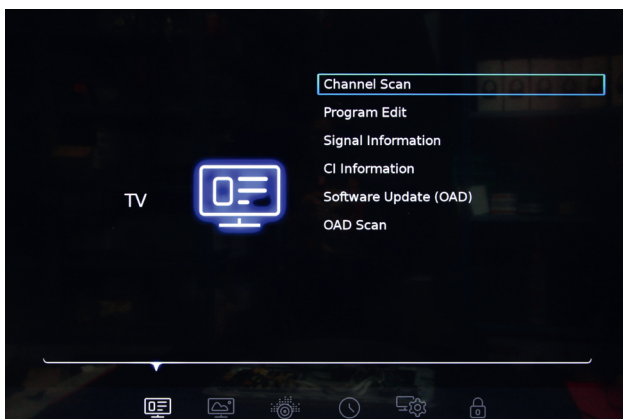 Channel Scan
Program Edit
Signal Information
CI Information
TV
Software Update (OAD)
OAD Scan